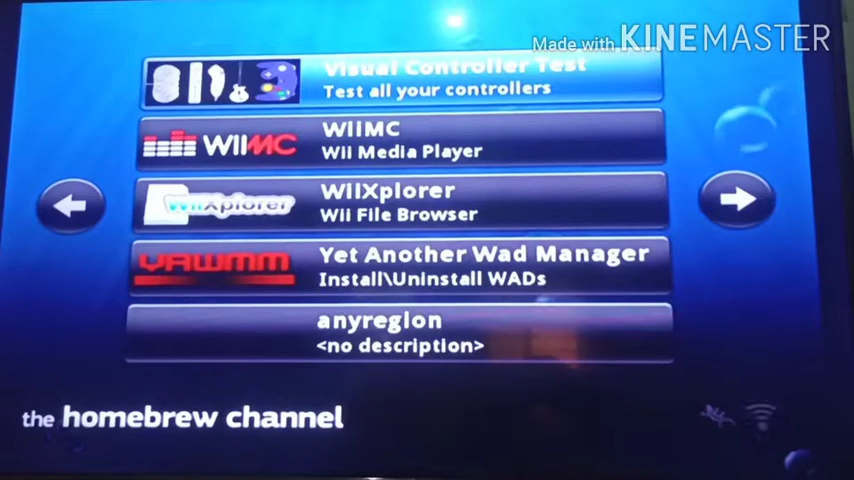 Made with KINEMASTER
Visual Controller Test
Test all your controllers
WIIMC
WiiMC
Wii Media Player
WiiXplorer
WiiXplorer
Wii File Browser
YAWMM
Yet Another Wad Manager
Install\Uninstall WADs
anyregion
<no description>
the homebrew channel